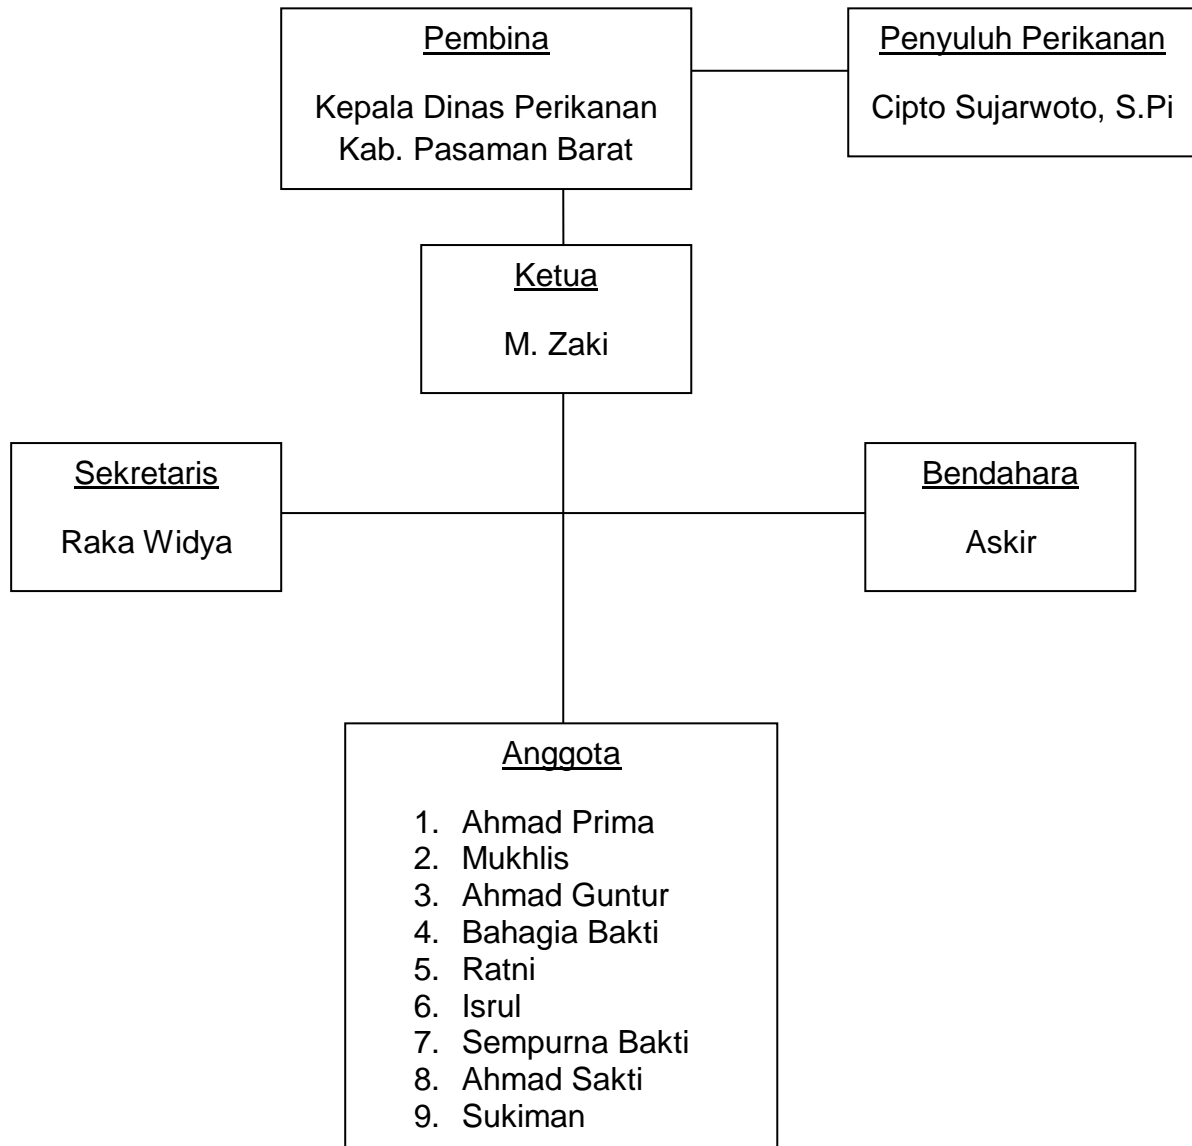 Pembina
Kepala Dinas Perikanan
Kab. Pasaman Barat
Penyuluh Perikanan
Cipto Sujarwoto, S.Pi
Ketua
M. Zaki
Sekretaris
Raka Widya
Bendahara
Askir
Anggota
1. Ahmad Prima
2. Mukhlis
3. Ahmad Guntur
4. Bahagia Bakti
5. Ratni
6. Isrul
7. Sempurna Bakti
8. Ahmad Sakti
9. Sukiman